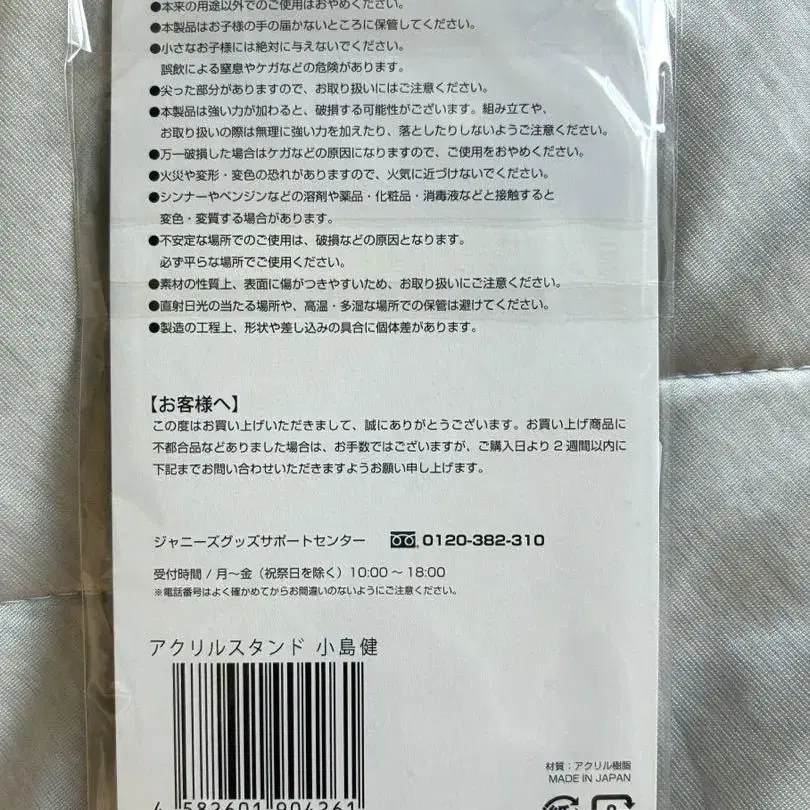 ●本来の用途以外でのご使用はおやめください。
●本製品はお子様の手の届かないところに保管してください。
●小さなお子様には絶対に与えないでください。
誤飲による窒息やケガなどの危険があります。
●尖った部分がありますので、お取り扱いにはご注意ください。
●本製品は強い力が加わると、破損する可能性がございます。組み立てや、
お取り扱いの際は無理に強い力を加えたり、落としたりしないようご注意ください。
●万一破損した場合はケガなどの原因になりますので、ご使用をおやめください。
●火災や変形・変色の恐れがありますので、火気に近づけないでください。
●シンナーやベンジンなどの溶剤や薬品・化粧品・消毒液などと接触すると
変色・変質する場合があります。
●不安定な場所でのご使用は、破損などの原因となります。
必ず平らな場所でご使用ください。
●素材の性質上、表面に傷がつきやすいため、お取り扱いにご注意ください。
●直射日光の当たる場所や、高温・多湿な場所での保管は避けてください。
●製造の工程上、形状や差し込みの具合に個体差があります。
【お客様へ】
この度はお買い上げいただきまして、誠にありがとうございます。お買い上げ商品に
不都合品などありました場合は、お手数ではございますが、ご購入日より2週間以内に
下記までお問い合わせいただきますようお願い申し上げます。
ジャニーズグッズサポートセンター 0120-382-310
受付時間 / 月〜金（祝祭日を除く）10:00 〜 18:00
※電話番号はよく確かめてからお間違いのないようにご注意ください。
アクリルスタンド 小島健
4 582601 904261
材質：アクリル樹脂
MADE IN JAPAN